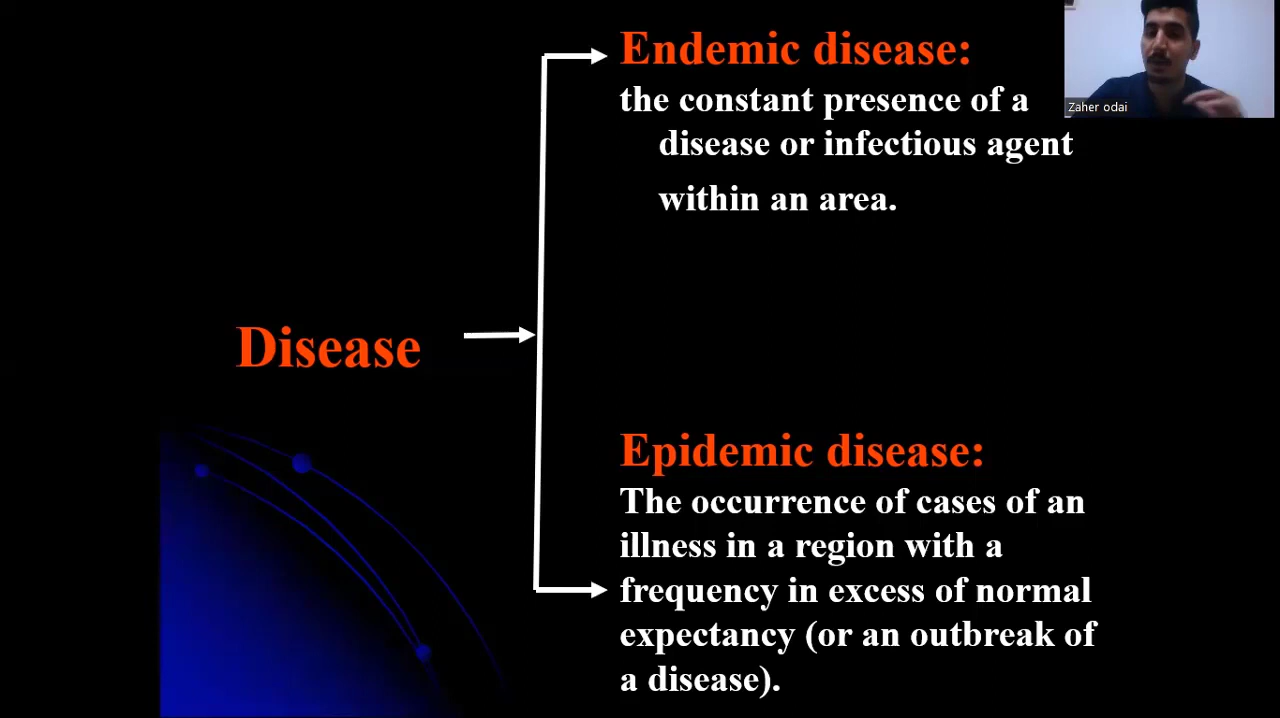 Endemic disease:
the constant presence of a
disease or infectious agent
within an area.
Zaher odai
Disease
Epidemic disease:
The occurrence of cases of an
illness in a region with a
frequency in excess of normal
expectancy (or an outbreak of
a disease).